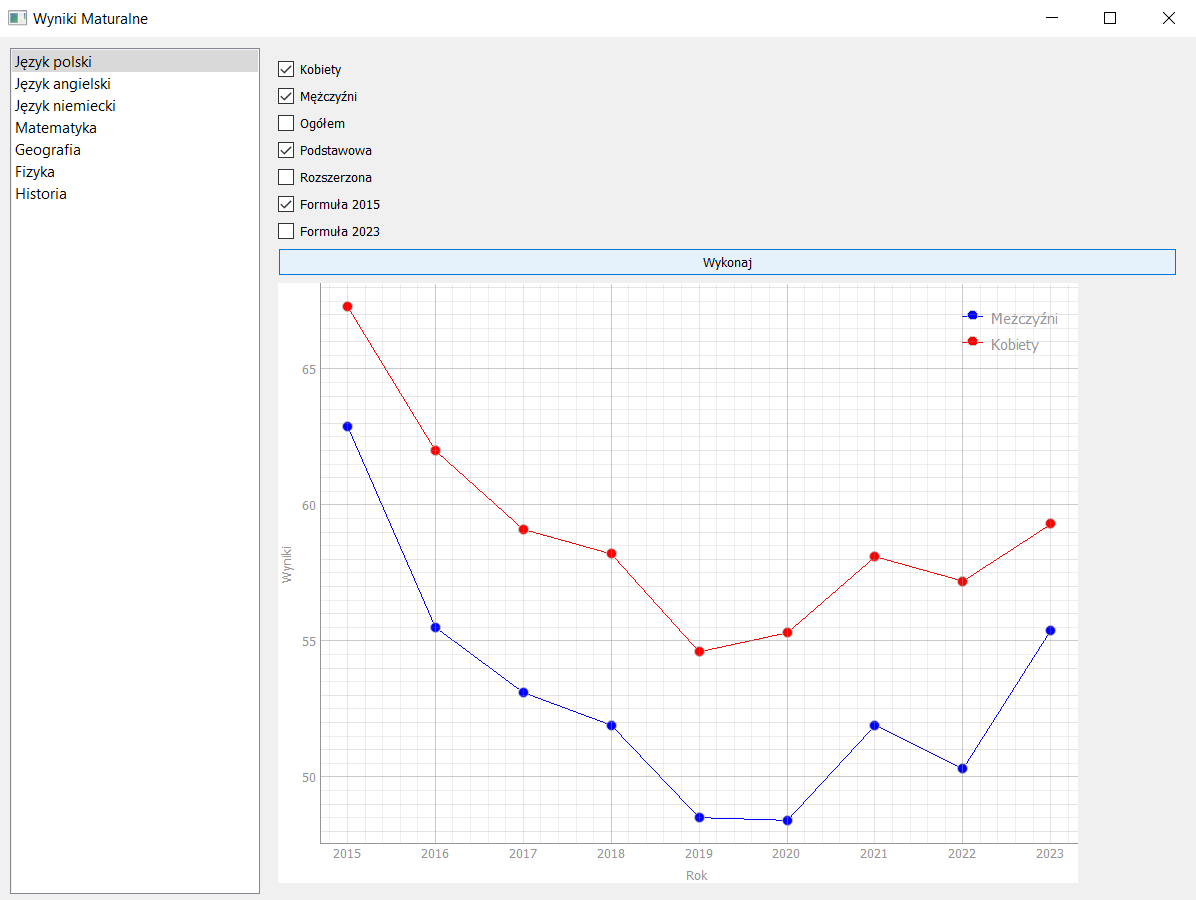 Wyniki Maturalne
Język polski
Język angielski
Język niemiecki
Matematyka
Geografia
Fizyka
Historia
Kobiety
Mężczyźni
Ogółem
Podstawowa
Rozszerzona
Formuła 2015
Formuła 2023
Wykonaj
Mezczyźni
Kobiety
65
60
55
50
Wyniki
2015 2016 2017 2018 2019 2020 2021 2022 2023
Rok